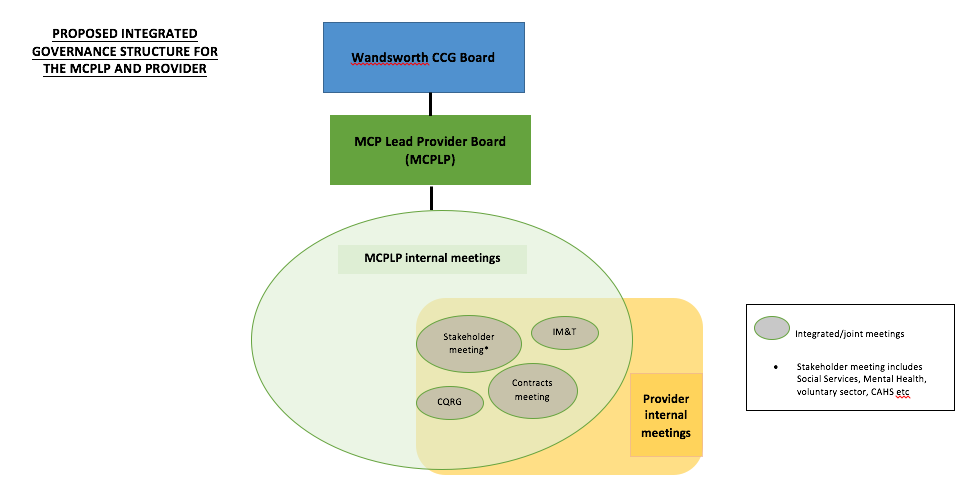 PROPOSED INTEGRATED
GOVERNANCE STRUCTURE FOR
THE MCPLP AND PROVIDER
Wandsworth CCG Board
MCP Lead Provider Board
(MCPLP)
MCPLP internal meetings
Stakeholder
meeting*
IM&T
Contracts
meeting
CQRG
Provider
internal
meetings
Integrated/joint meetings
• Stakeholder meeting includes
Social Services, Mental Health,
voluntary sector, CAHS etc